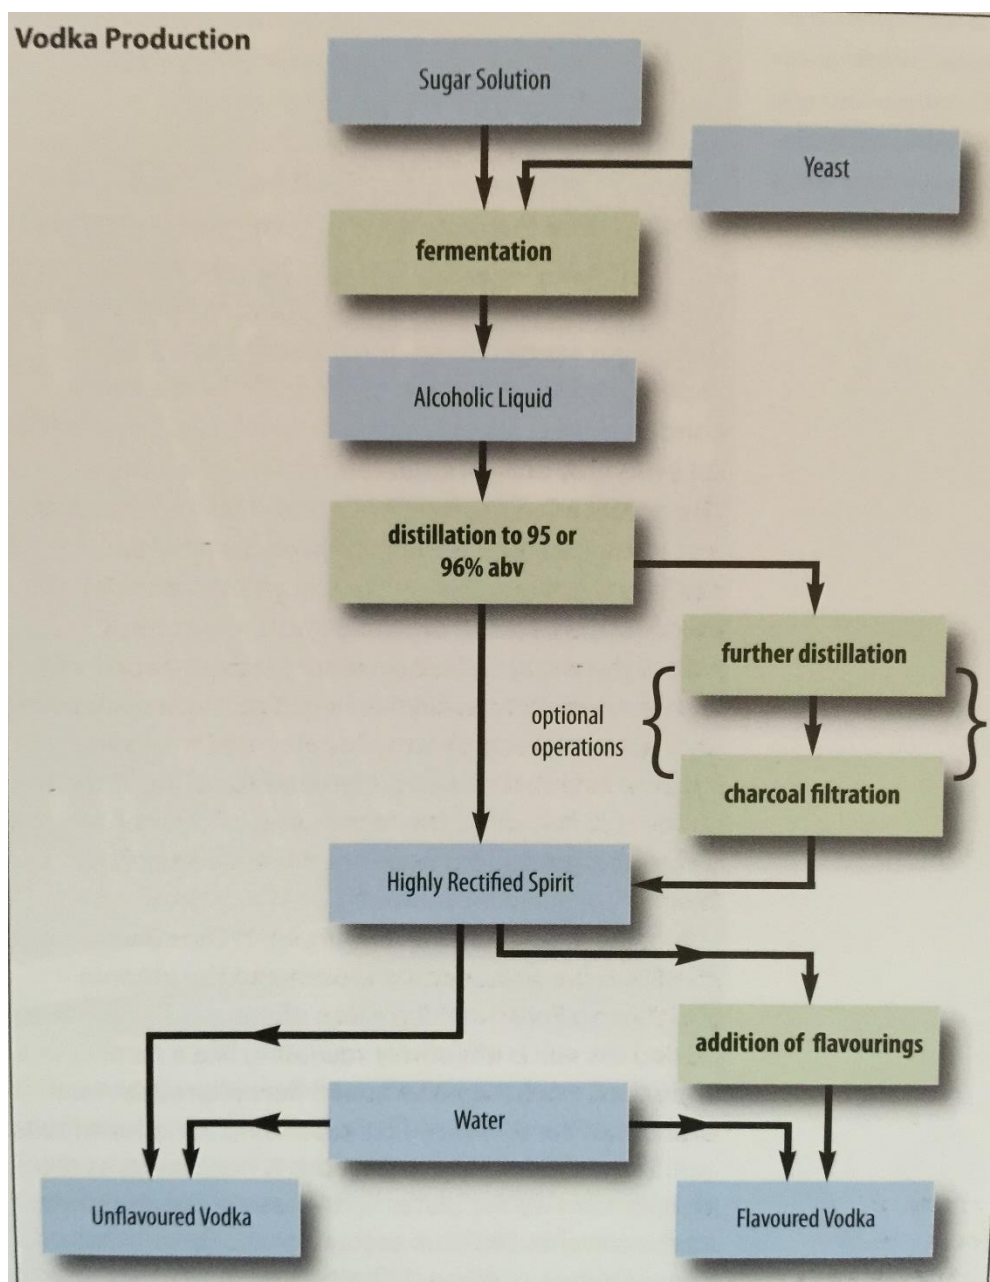 Vodka Production
Sugar Solution
Yeast
fermentation
Alcoholic Liquid
distillation to 95 or
96% abv
further distillation
optional
operations
charcoal filtration
Highly Rectified Spirit
addition of flavourings
Water
Unflavoured Vodka
Flavoured Vodka